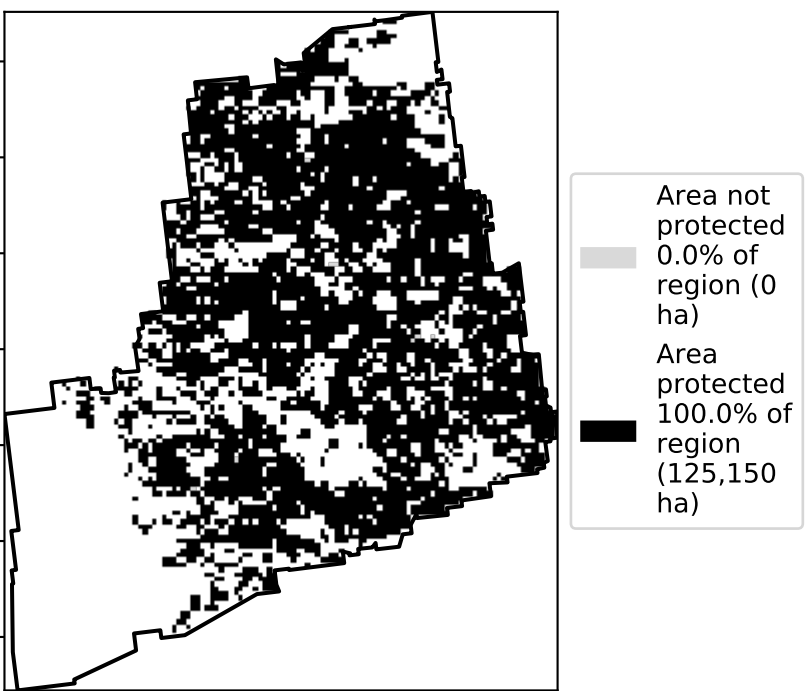 Area not
protected
0.0% of
region (0
ha)
Area
protected
100.0% of
region
(125,150
ha)